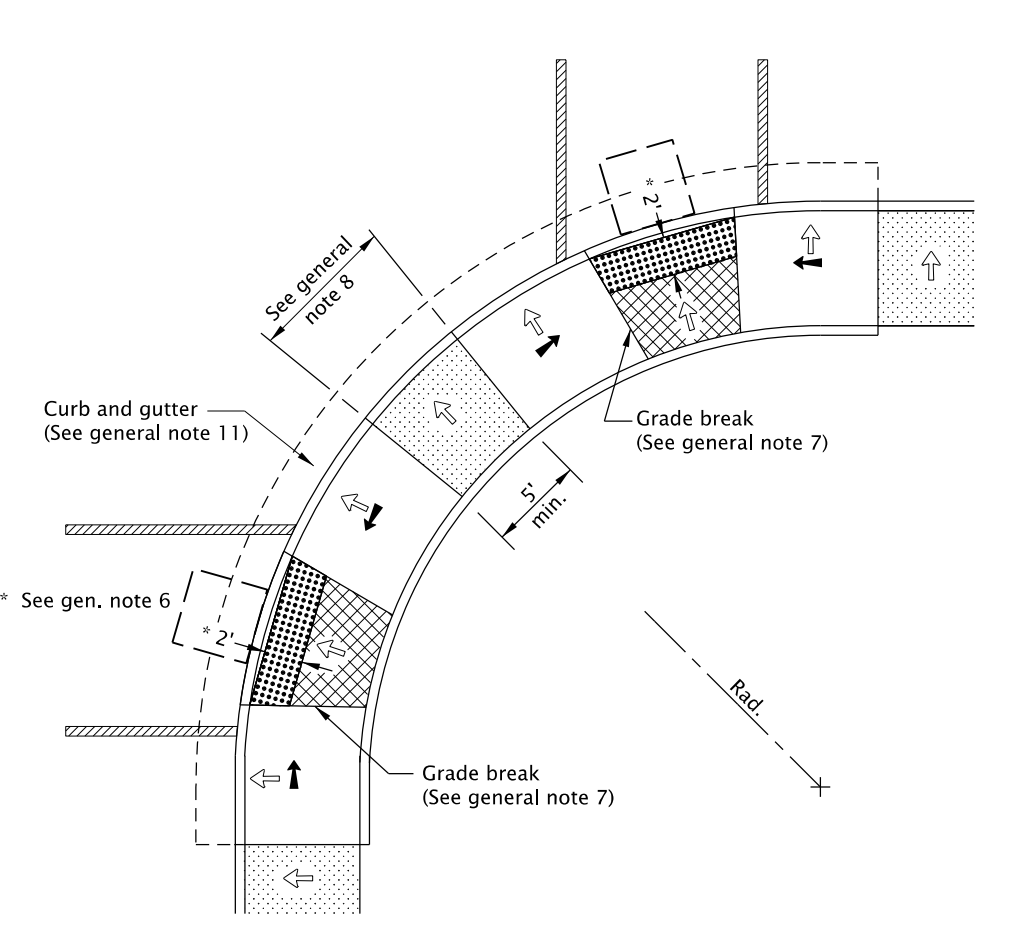 * 2'
See general
note 8
Curb and gutter
(See general note 11)
Grade break
(See general note 7)
5'
min.
* See gen. note 6
* 2'
Rad.
Grade break
(See general note 7)